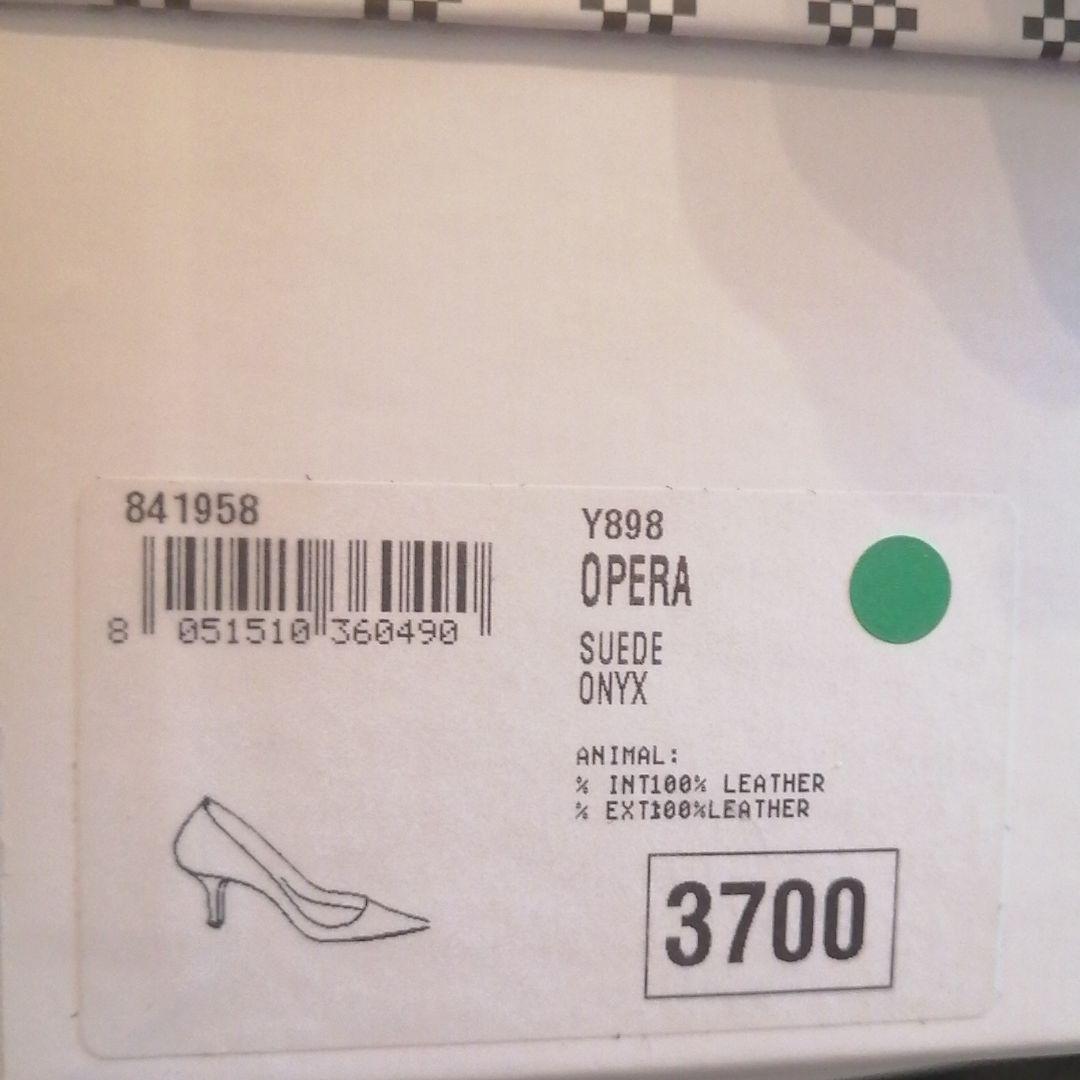 841958
8 051510 360490
Y898
OPERA
SUEDE
ONYX
ANIMAL:
% INT100% LEATHER
% EXT100%LEATHER
3700